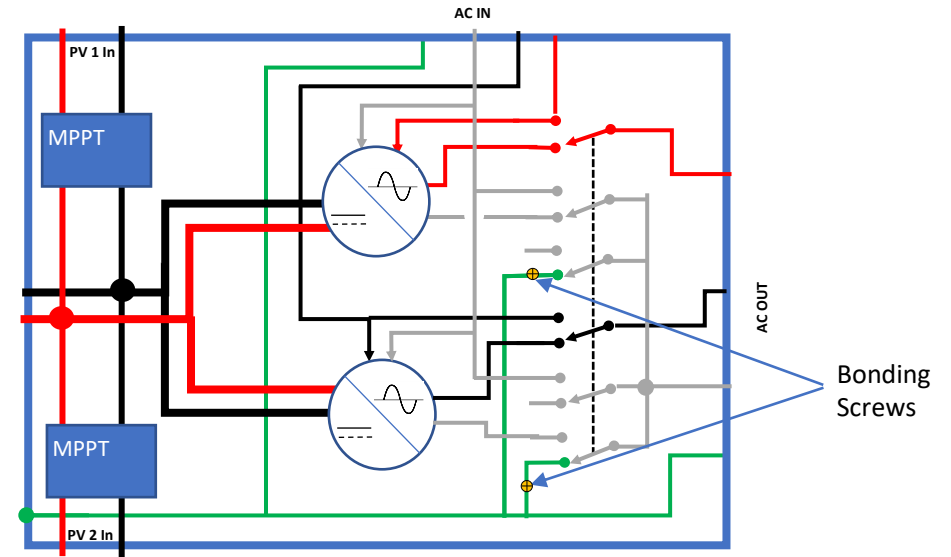 AC IN
PV 1 In
MPPT
AC OUT
Bonding
Screws
MPPT
PV 2 In